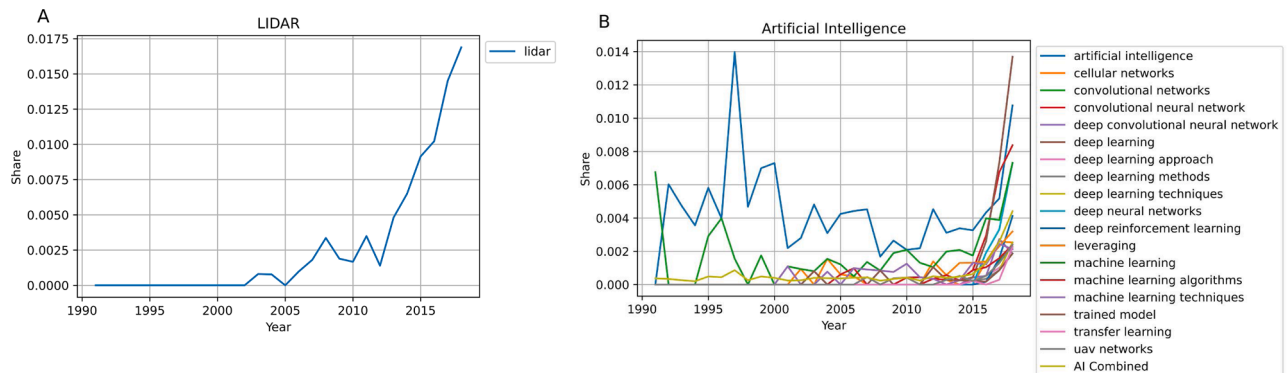 A
LIDAR
0.0175
0.0150
0.0125
0.0100
0.0075
0.0050
0.0025
0.0000
Share
1990
1995
2000
2005
2010
2015
Year
lidar
B
Artificial Intelligence
0.014
0.012
0.010
0.008
0.006
0.004
0.002
0.000
Share
1990
1995
2000
2005
2010
2015
Year
artificial intelligence
cellular networks
convolutional networks
convolutional neural network
deep convolutional neural network
deep learning
deep learning approach
deep learning methods
deep learning techniques
deep neural networks
deep reinforcement learning
leveraging
machine learning
machine learning algorithms
machine learning techniques
trained model
transfer learning
uav networks
AI Combined